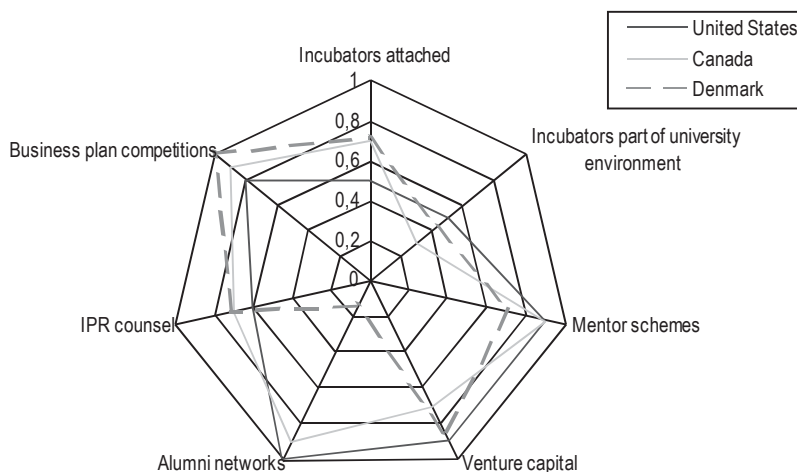 United States
Canada
Denmark
Incubators attached
1
0,8
0,6
0,4
0,2
0
Incubators part of university
environment
Business plan competitions
IPR counsel
Mentor schemes
Alumni networks
Venture capital